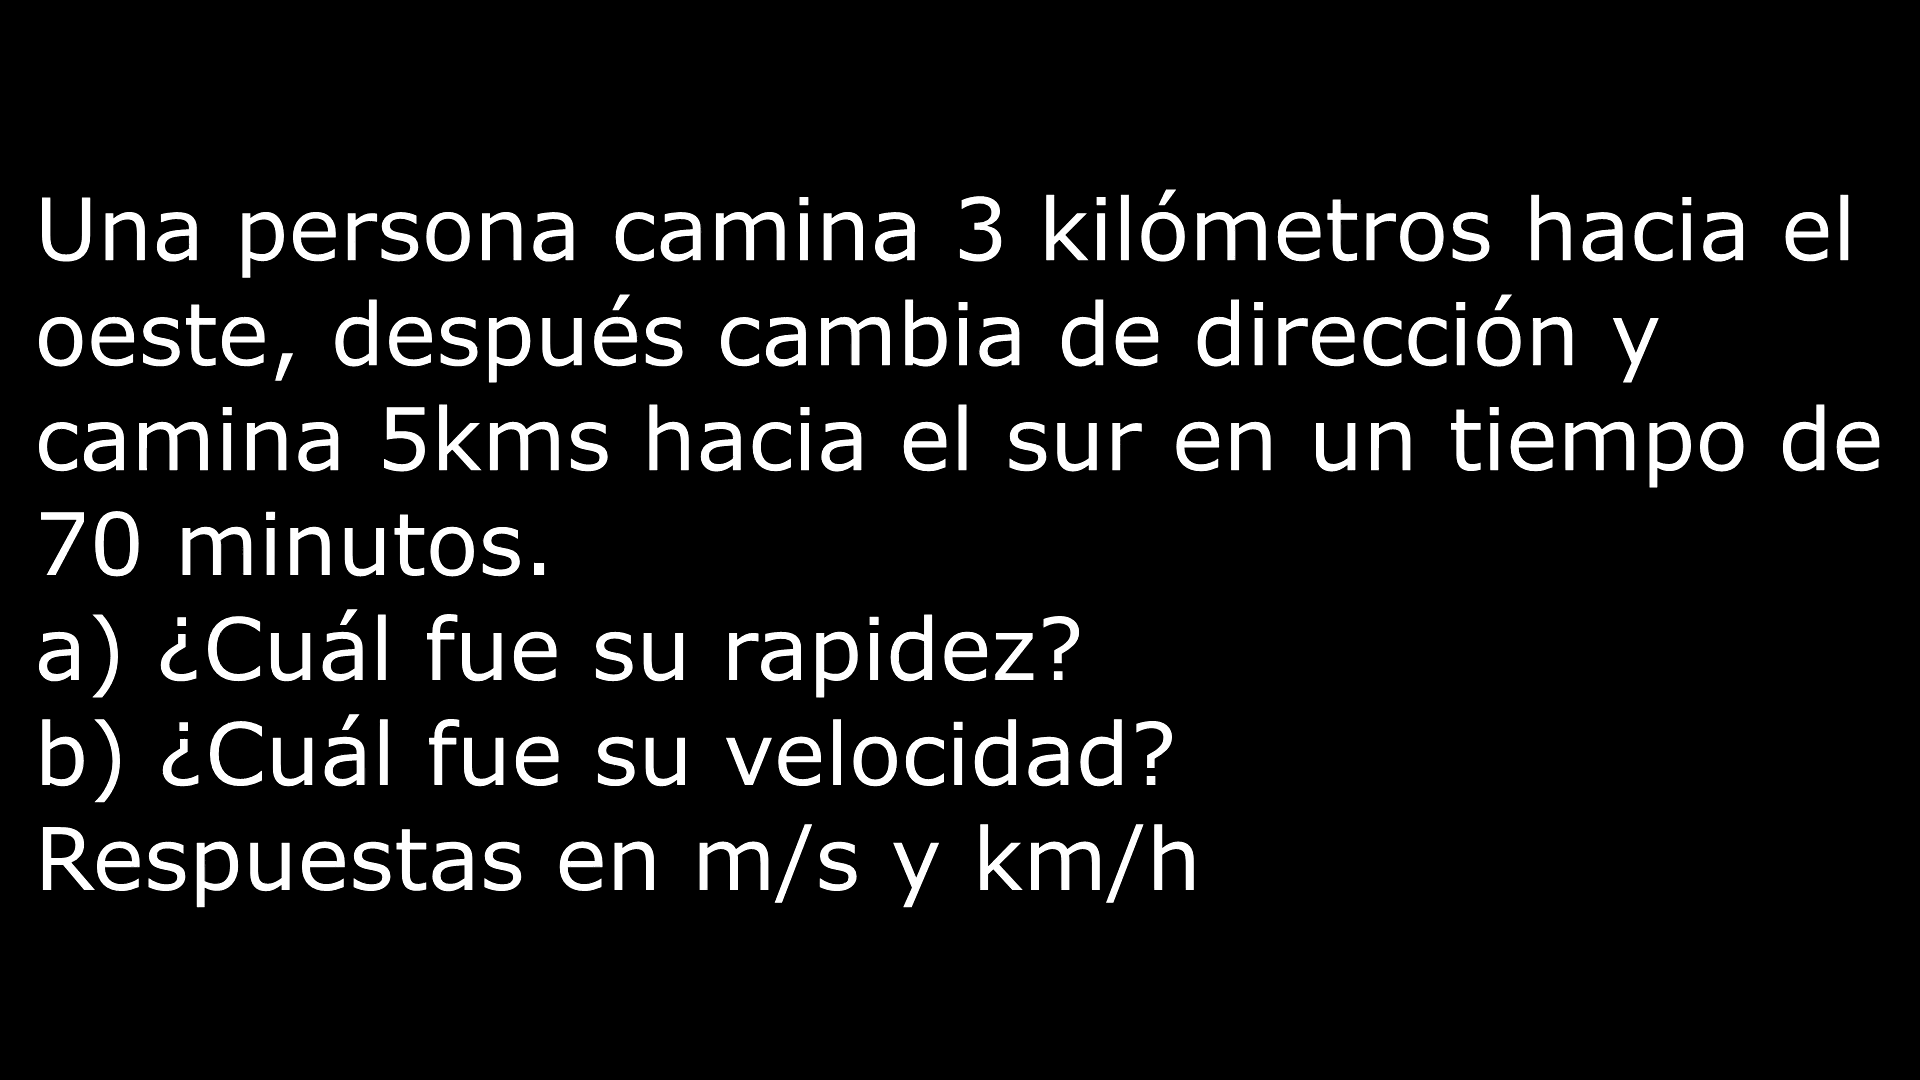 Una persona camina 3 kilómetros hacia el
oeste, después cambia de dirección y
camina 5kms hacia el sur en un tiempo de
70 minutos.
a) ¿Cuál fue su rapidez?
b) ¿Cuál fue su velocidad?
Respuestas en m/s y km/h